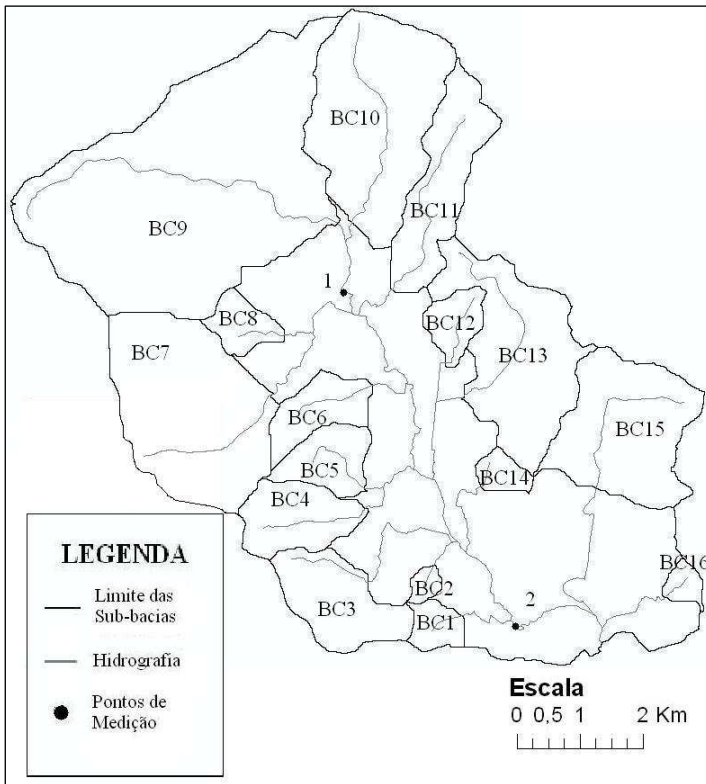 BC10
BC11
BC9
1
BC8
BC12
BC7
BC13
BC6
BC15
BC5
BC14
BC4
LEGENDA
Limite das
Sub-bacias
Hidrografia
Pontos de
Medição
BC16
BC2
BC3
2
BC1
Escala
0 0,5 1 2 Km